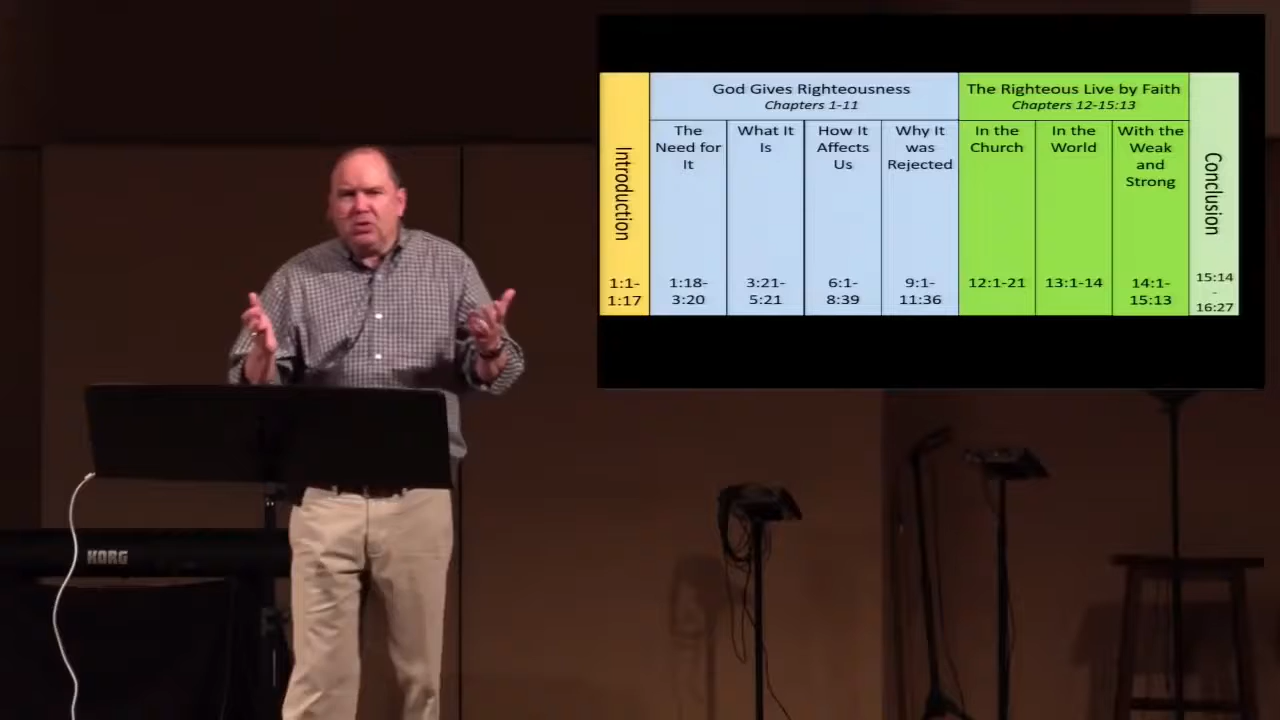 God Gives Righteousness
Chapters 1-11
The Righteous Live by Faith
Chapters 12-15:13
Introduction
1:1-
1:17
The
Need for
It
1:18-
3:20
What It
Is
3:21-
5:21
How It
Affects
Us
6:1-
8:39
Why It
was
Rejected
9:1-
11:36
In the
Church
12:1-21
In the
World
13:1-14
With the
Weak
and
Strong
14:1-
15:13
Conclusion
15:14
-
16:27
KORG